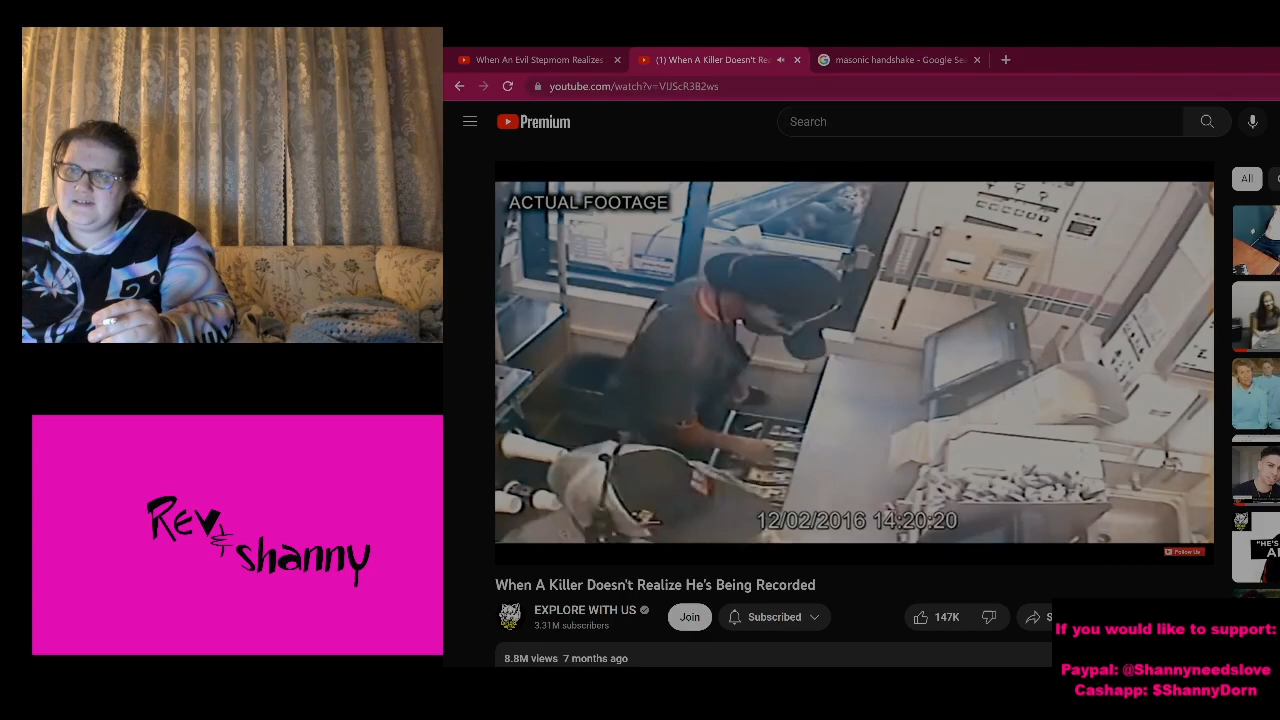 When An Evil Stepmom Realizes
(1) When A Killer Doesn't Re
masonic handshake - Google Se
youtube.com/watch?v=VIJScR3B2ws
Premium
Search
All
ACTUAL FOOTAGE
12/02/2016 14:20:20
Follow Us
When A Killer Doesn't Realize He's Being Recorded
EXPLORE WITH US
3.31M subscribers
Join
Subscribed
147K
S
8.8M views 7 months ago
"HE'S
Rev
&
shanny
If you would like to support:
Paypal: @Shannyneedslove
Cashapp: $ShannyDorn